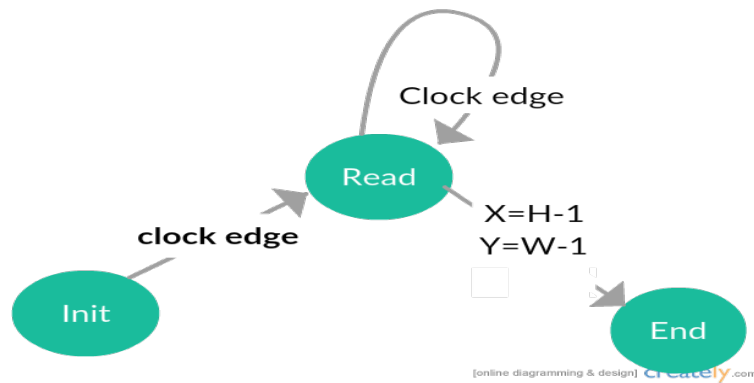 Clock edge
Read
X=H-1
clock edge
Y=W-1
Init
End
[online diagramming & design] creately.com